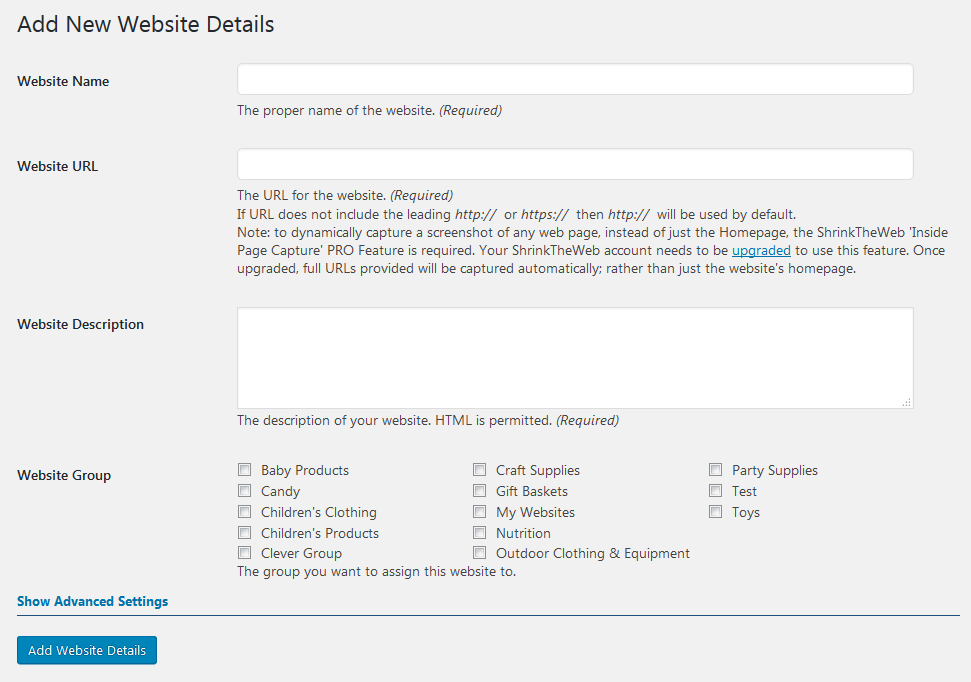 Add New Website Details
Website Name
The proper name of the website. (Required)
Website URL
The URL for the website. (Required)
If URL does not include the leading http:// or https:// then http:// will be used by default.
Note: to dynamically capture a screenshot of any web page, instead of just the Homepage, the ShrinkTheWeb 'Inside
Page Capture' PRO Feature is required. Your ShrinkTheWeb account needs to be upgraded to use this feature. Once
upgraded, full URLs provided will be captured automatically; rather than just the website's homepage.
Website Description
The description of your website. HTML is permitted. (Required)
Website Group
Baby Products
Candy
Children's Clothing
Children's Products
Clever Group
Craft Supplies
Gift Baskets
My Websites
Nutrition
Outdoor Clothing & Equipment
Party Supplies
Test
Toys
The group you want to assign this website to.
Show Advanced Settings
Add Website Details